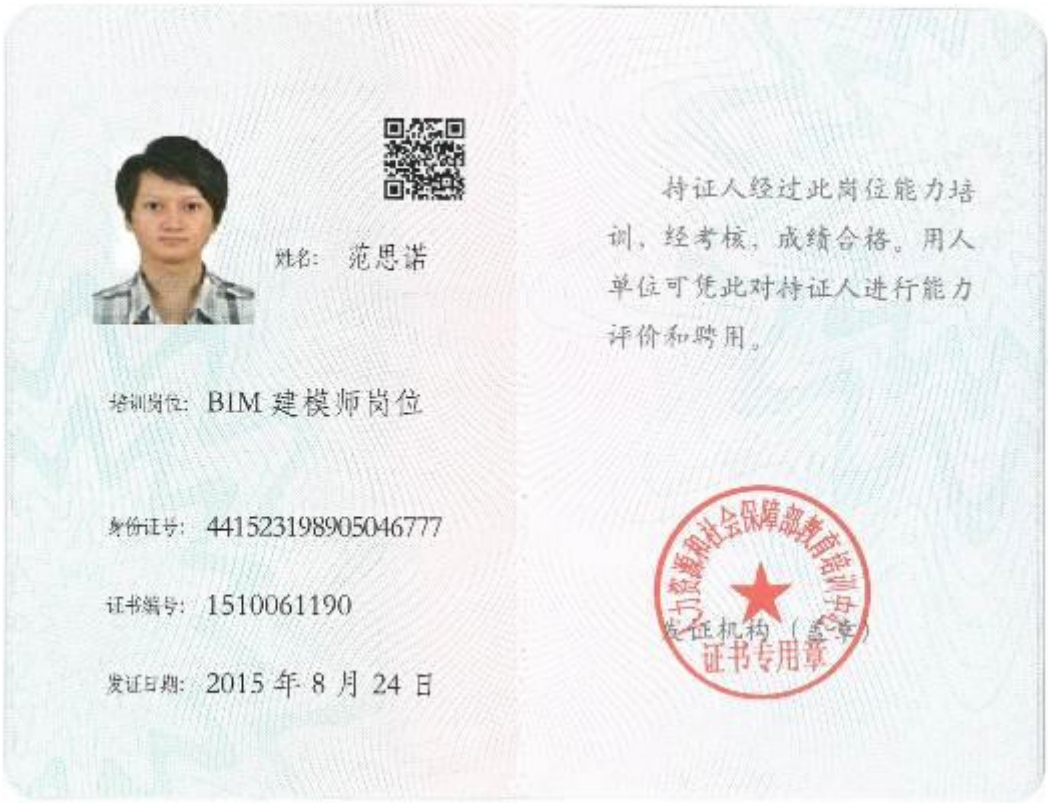 姓名: 范思诺
培训岗位: BIM 建模师岗位
身份证号: 441523198905046777
证书编号: 1510061190
发证日期: 2015 年 8 月 24 日
持证人经过此岗位能力培
训，经考核，成绩合格。用人
单位可凭此对持证人进行能力
评价和聘用。
人力资源和社会保障部教育培训中心
发证机构（盖章）
证书专用章